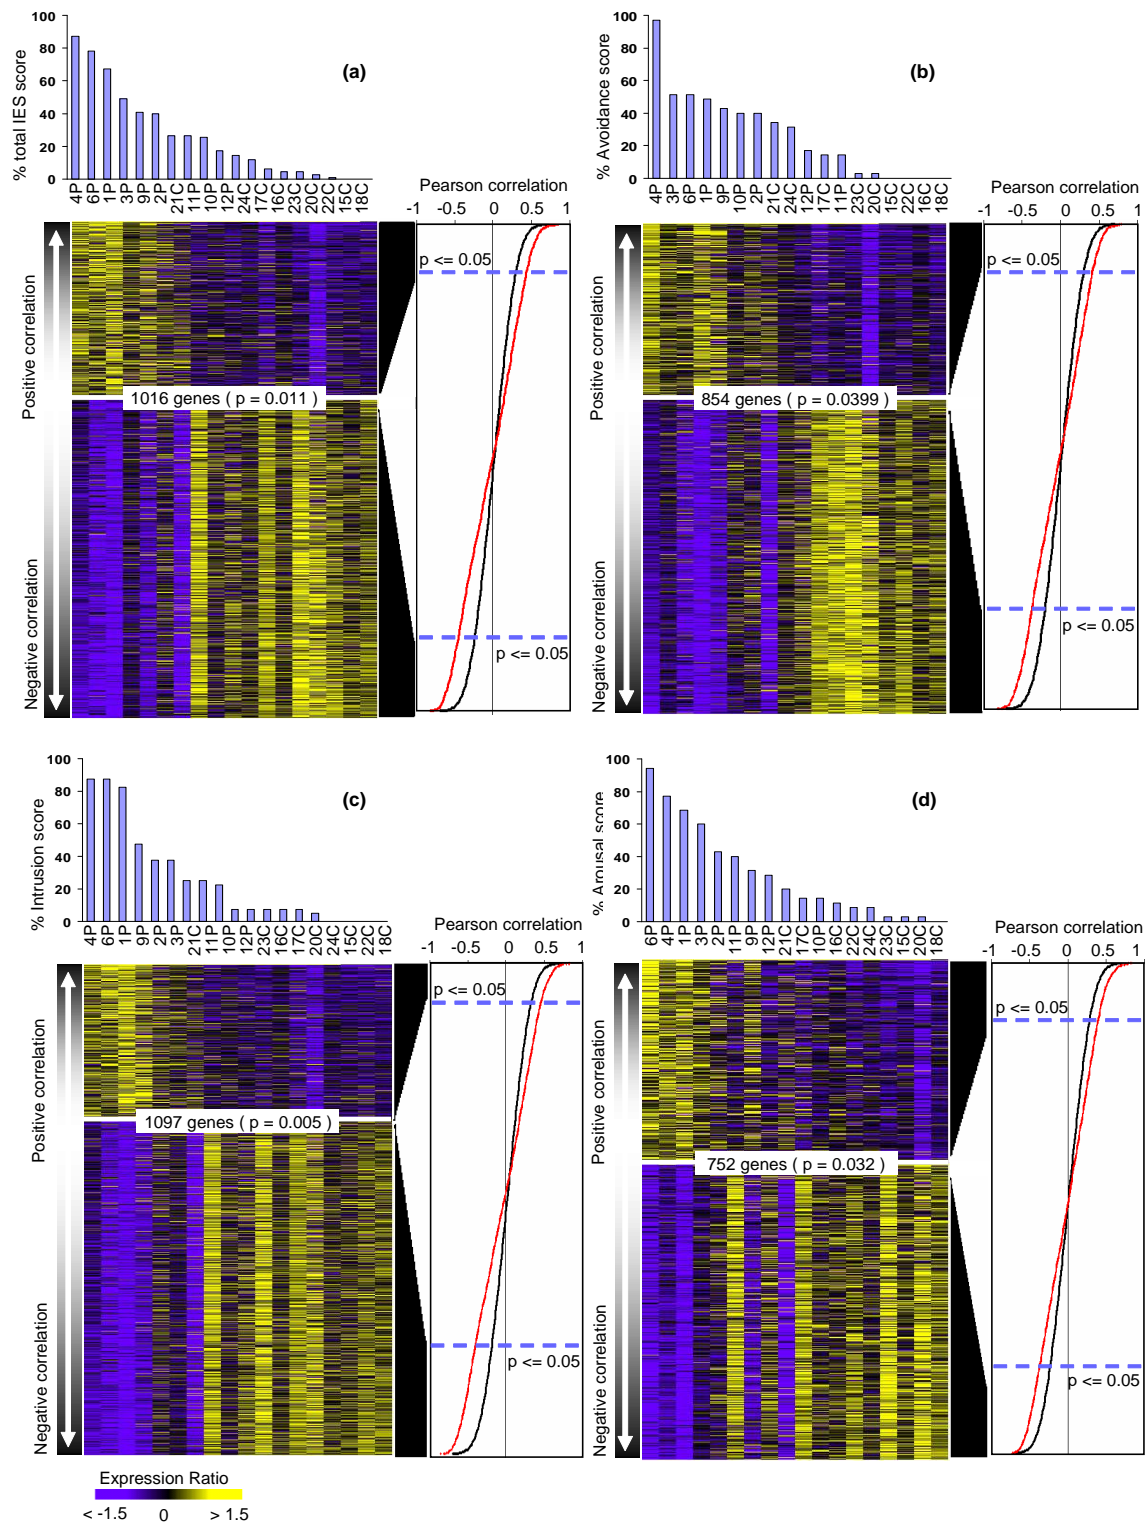 (a)
% total IES score
100
80
60
40
20
0
4P 6P 1P 3P 9P 2P 21C 11P 10P 12P 24C 17C 16C 23C 20C 22C 15C 18C
Pearson correlation
-1 -0.5 0 0.5 1
p <= 0.05
Positive correlation
1016 genes ( p = 0.011 )
Negative correlation
p <= 0.05
(b)
% Avoidance score
100
80
60
40
20
0
4P 3P 6P 1P 9P 10P 2P 21C 24C 12P 17C 11P 23C 20C 15C 22C 16C 18C
Pearson correlation
-1 -0.5 0 0.5 1
p <= 0.05
Positive correlation
854 genes ( p = 0.0399 )
Negative correlation
p <= 0.05
(c)
% Intrusion score
100
80
60
40
20
0
4P 6P 1P 9P 2P 3P 21C 11P 10P 12P 23C 16C 17C 20C 24C 15C 22C 18C
Pearson correlation
-1 -0.5 0 0.5 1
p <= 0.05
Positive correlation
1097 genes ( p = 0.005 )
Negative correlation
p <= 0.05
(d)
% Arousal score
100
80
60
40
20
0
6P 4P 1P 3P 2P 11P 9P 12P 21C 17C 10P 16C 22C 24C 23C 15C 20C 18C
Pearson correlation
-1 -0.5 0 0.5 1
p <= 0.05
Positive correlation
752 genes ( p = 0.032 )
Negative correlation
p <= 0.05
Expression Ratio
< -1.5 0 > 1.5